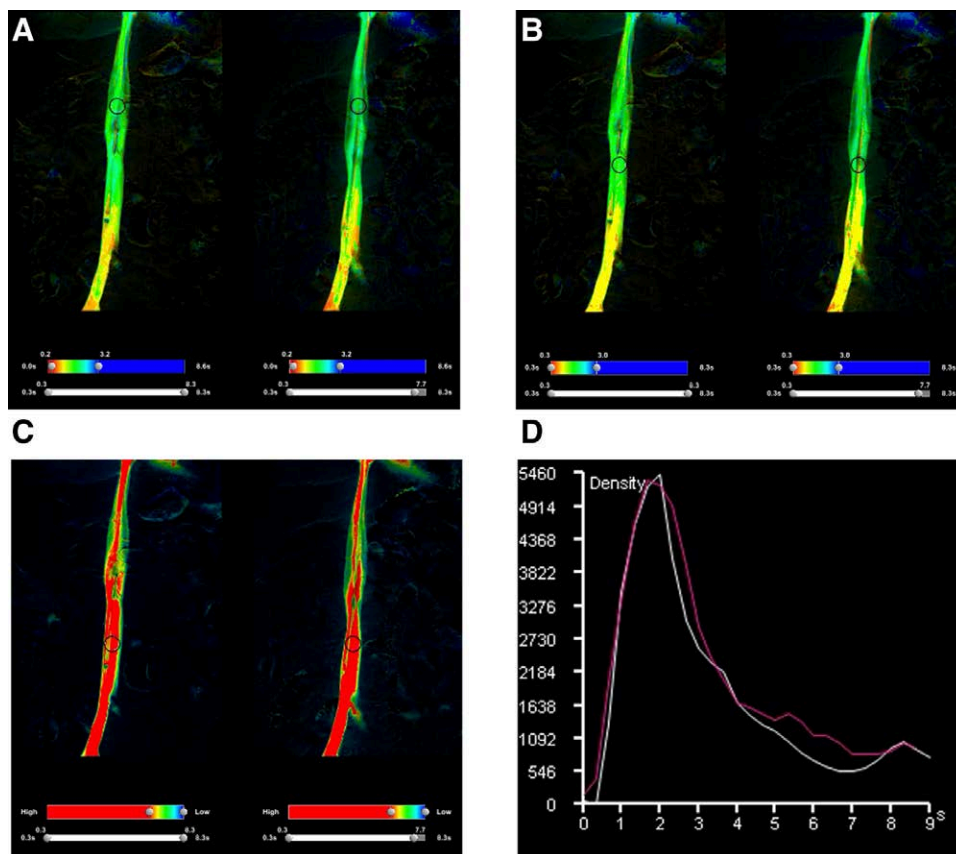 A
0.2 3.2
0.0s 8.6s
0.3 8.3
0.3s 8.3s
0.2 3.2
0.0s 8.6s
0.3 7.7
0.3s 8.3s
B
0.3 3.0
0.3s 8.3s
0.3 8.3
0.3s 8.3s
0.3 3.0
0.3s 8.3s
0.3 7.7
0.3s 8.3s
C
High Low
0.3 8.3
0.3s 8.3s
High Low
0.3 7.7
0.3s 8.3s
D
Density
5460
4914
4368
3822
3276
2730
2184
1638
1092
546
0
0 1 2 3 4 5 6 7 8 9 s